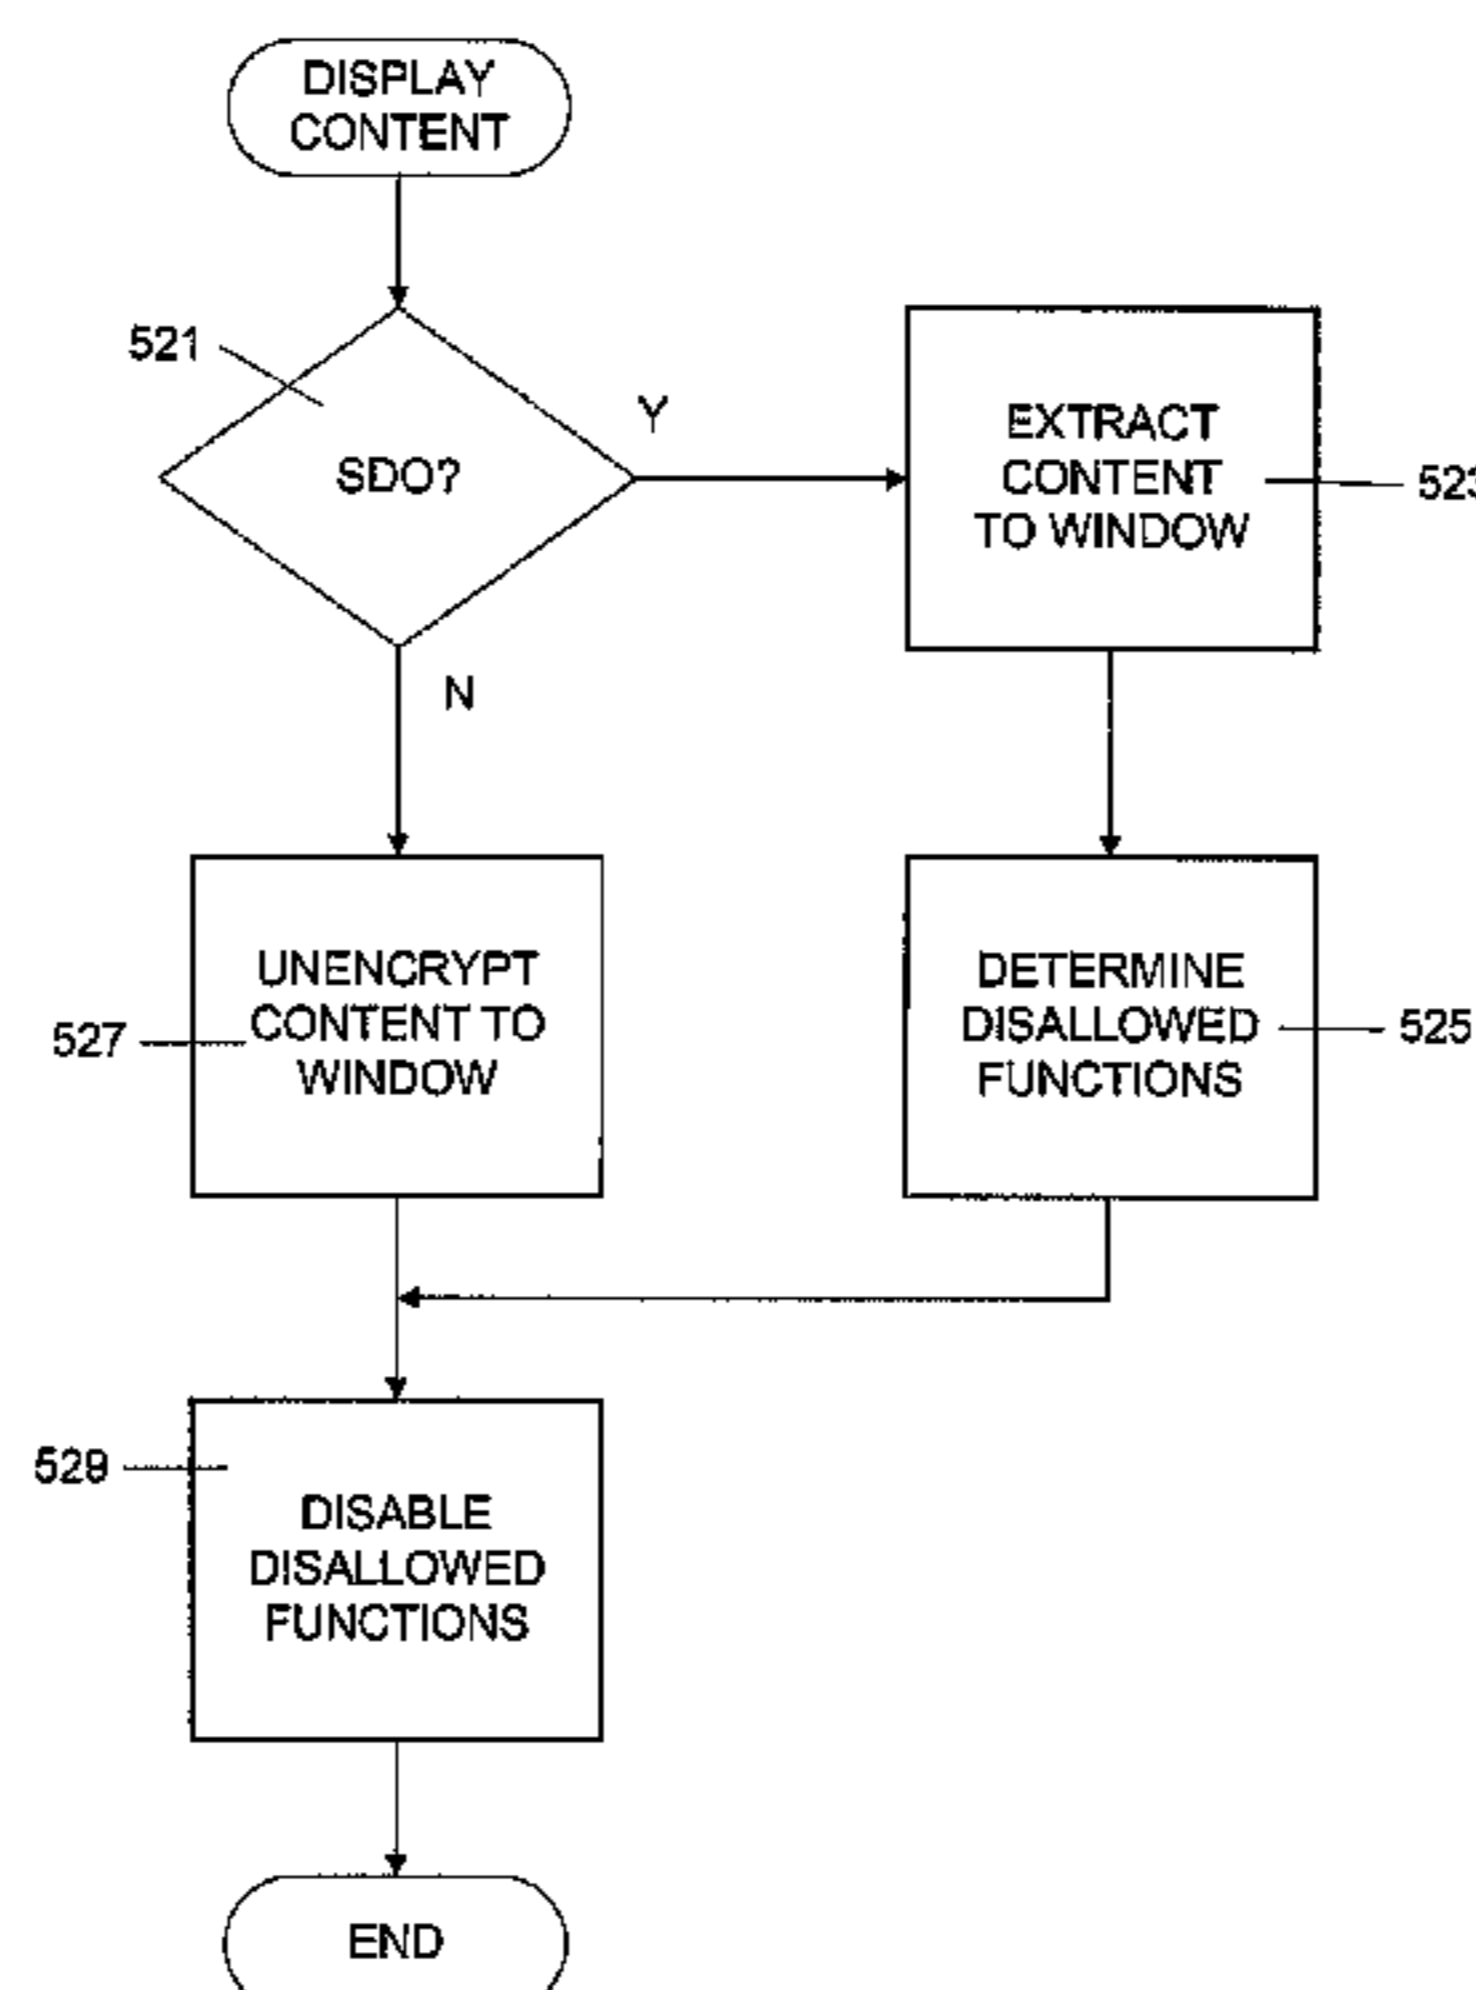 DISPLAY
CONTENT
521
SDO?
Y
EXTRACT
CONTENT
TO WINDOW
523
N
UNENCRYPT
CONTENT TO
WINDOW
527
DETERMINE
DISALLOWED
FUNCTIONS
525
529
DISABLE
DISALLOWED
FUNCTIONS
END